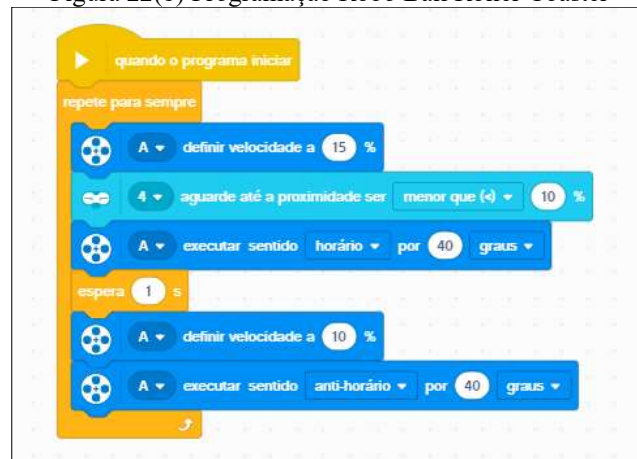 quando o programa iniciar
repete para sempre
A definir velocidade a 15 %
4 aguarde até a proximidade ser menor que (<) 10 %
A executar sentido horário por 40 graus
espera 1 s
A definir velocidade a 10 %
A executar sentido anti-horário por 40 graus